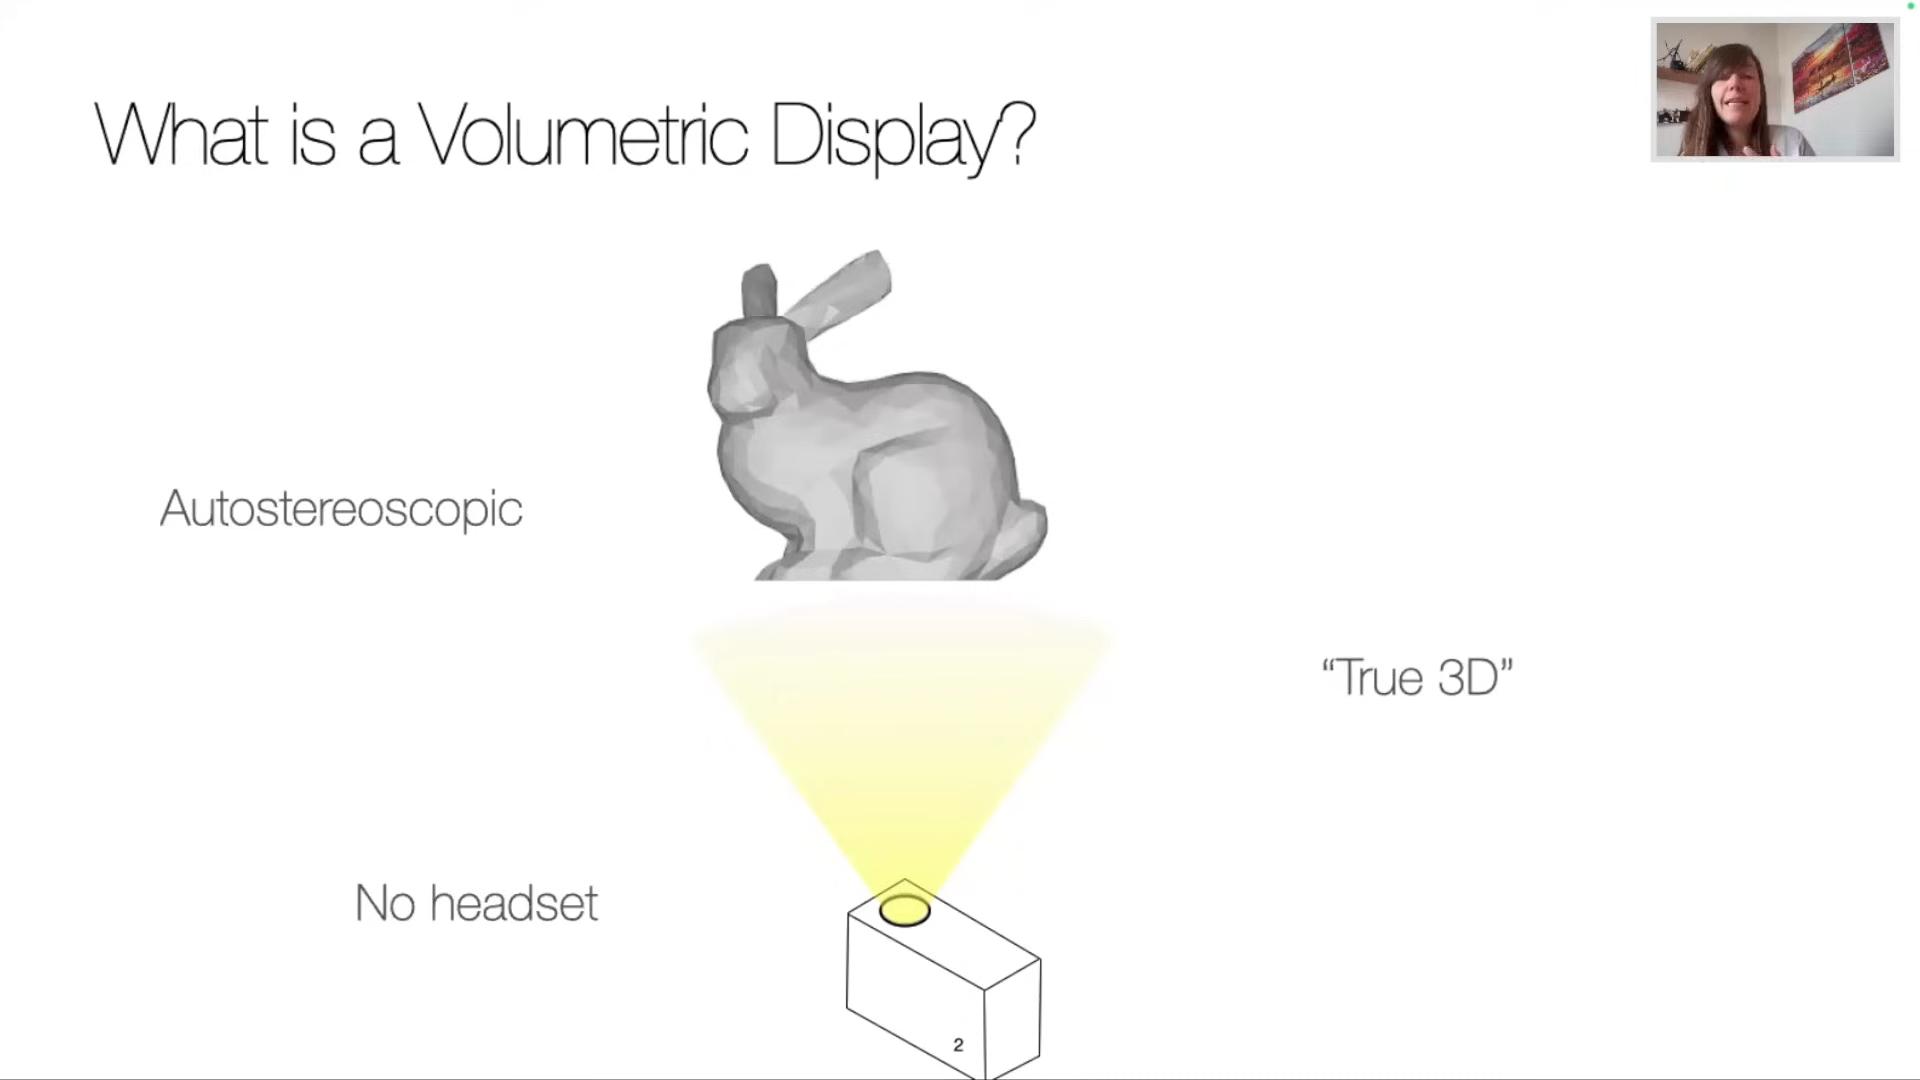 What is a Volumetric Display?
Autostereoscopic
“True 3D”
No headset
2